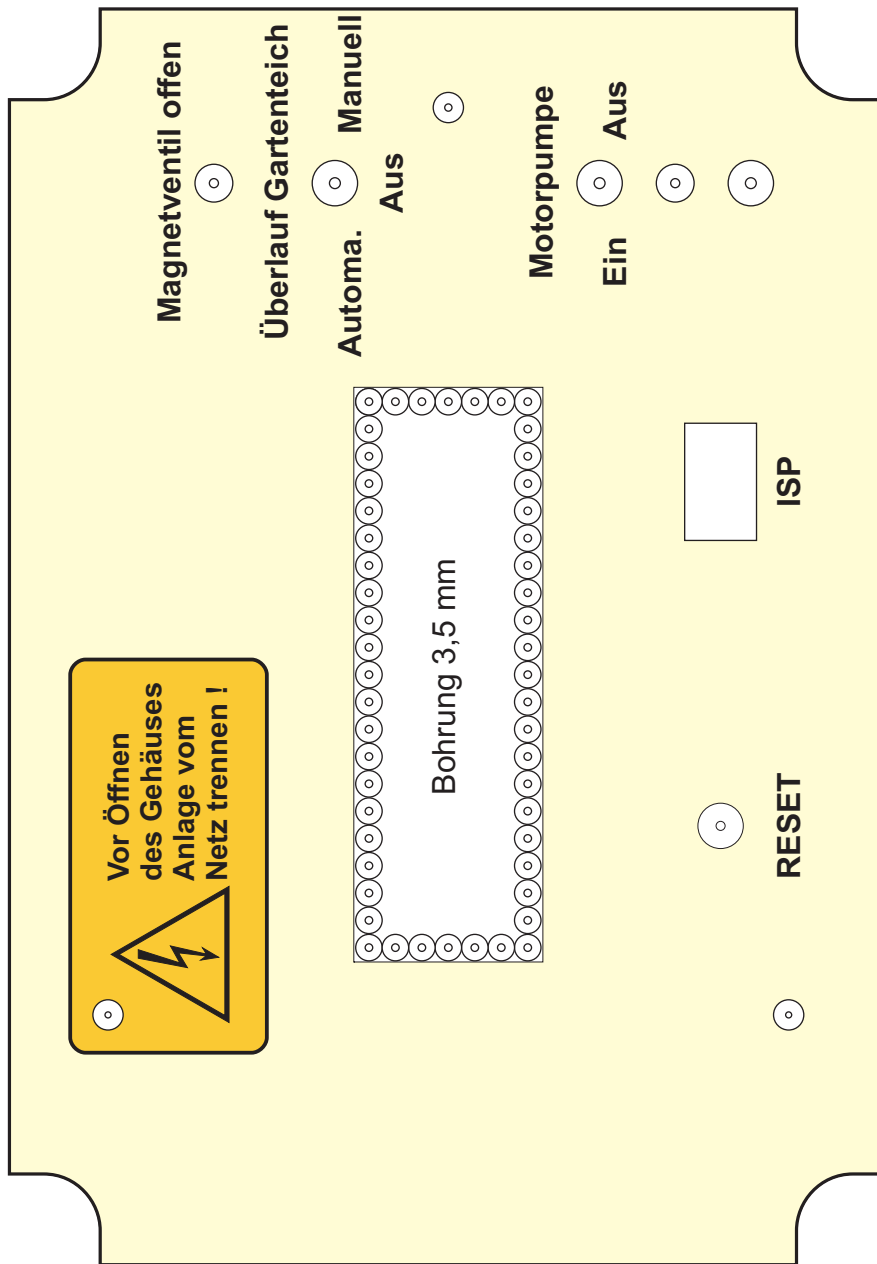 Vor Öffnen
des Gehäuses
Anlage vom
Netz trennen !
Magnetventil offen
Überlauf Gartenteich
Automa.
Manuell
Aus
Bohrung 3,5 mm
Motorpumpe
Ein
Aus
RESET
ISP